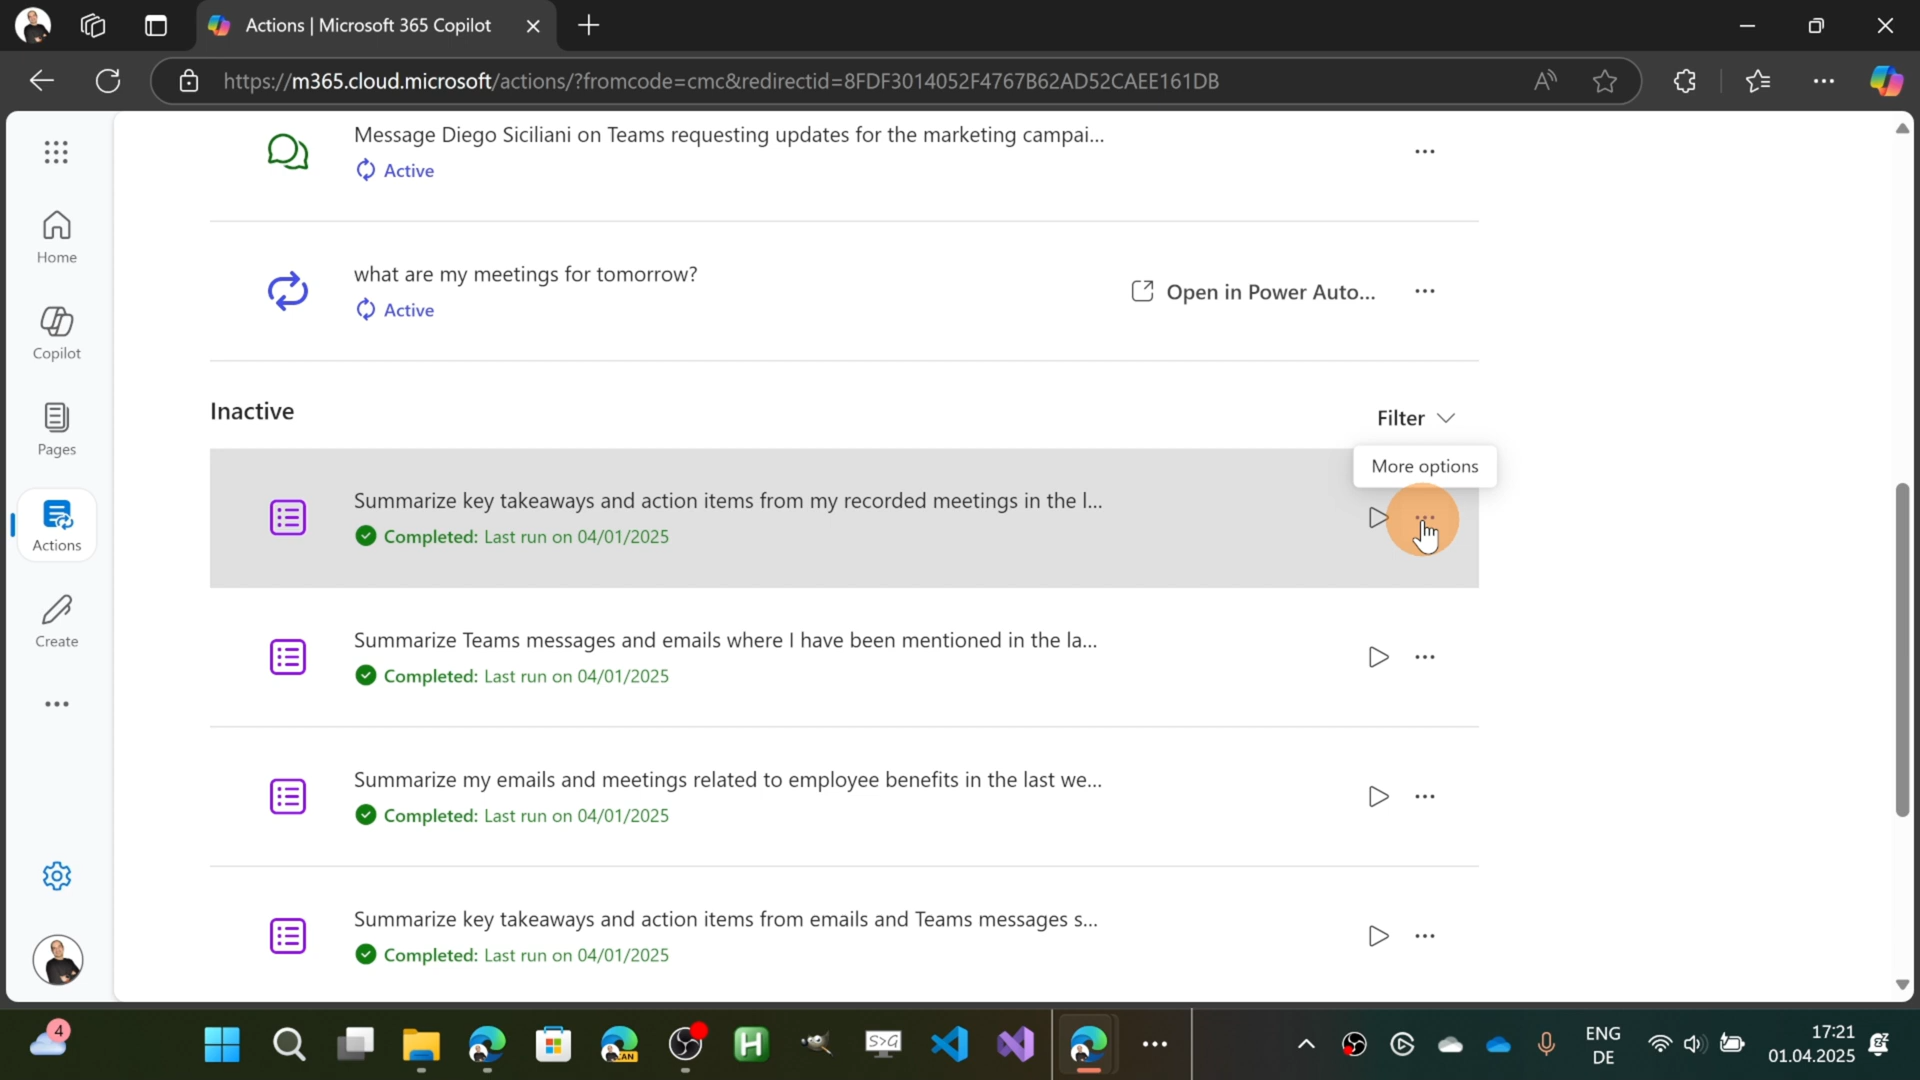 Actions | Microsoft 365 Copilot
https://m365.cloud.microsoft/actions/?fromcode=cmc&redirectid=8FDF3014052F4767B62AD52CAEE161DB
Message Diego Siciliani on Teams requesting updates for the marketing campai...
Active
Home
what are my meetings for tomorrow?
Open in Power Auto...
Active
Copilot
Inactive
Filter
Pages
More options
Summarize key takeaways and action items from my recorded meetings in the l...
Completed: Last run on 04/01/2025
Actions
Summarize Teams messages and emails where I have been mentioned in the la...
Create
Completed: Last run on 04/01/2025
Summarize my emails and meetings related to employee benefits in the last we...
Completed: Last run on 04/01/2025
Summarize key takeaways and action items from emails and Teams messages s...
Completed: Last run on 04/01/2025
4
CAN
H
S>G
ENG
DE
17:21
01.04.2025